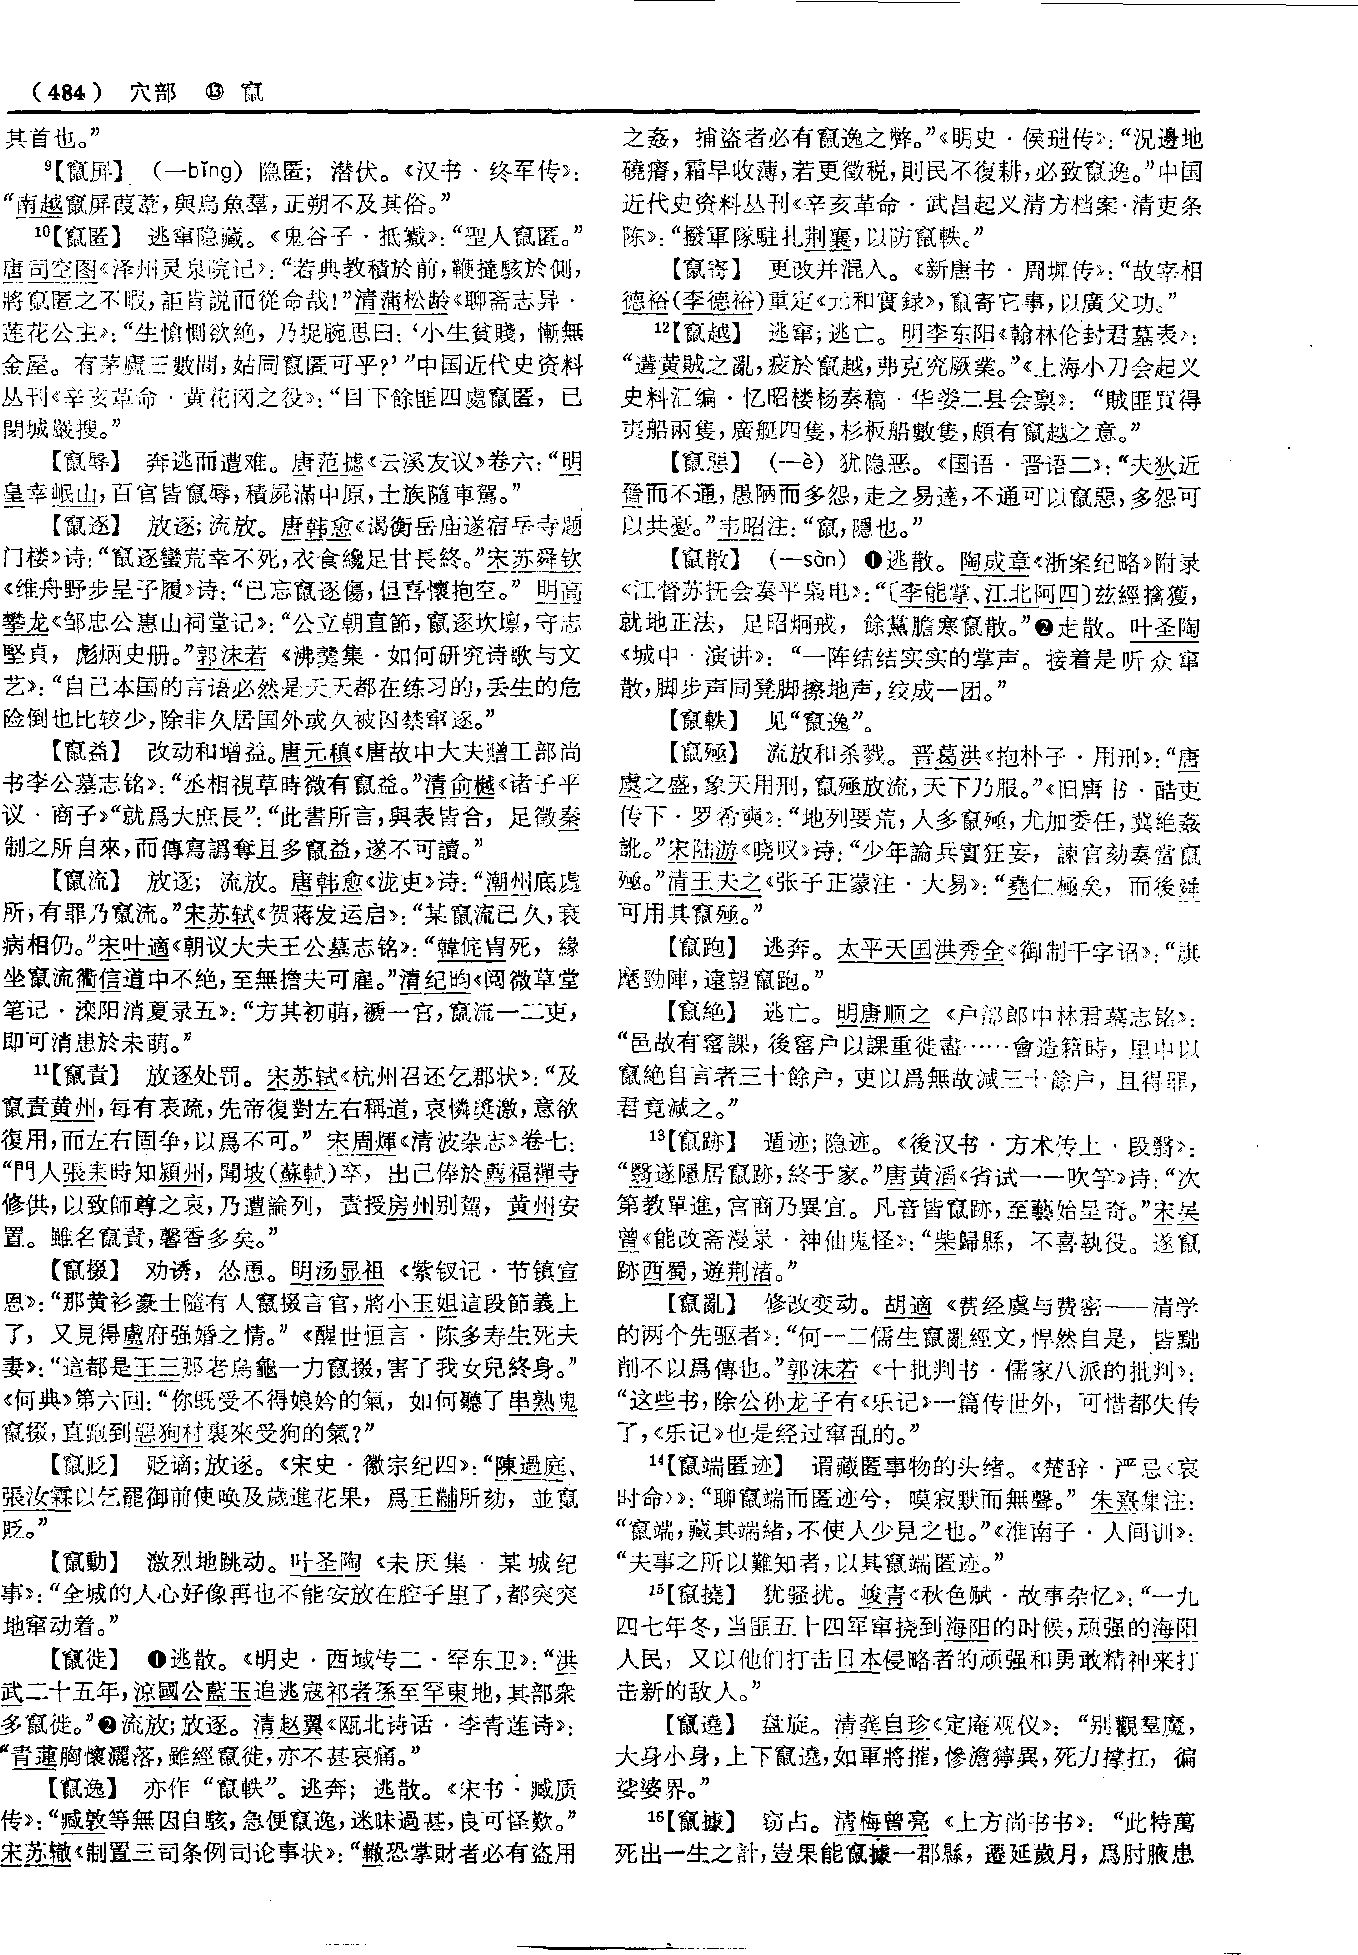 （484） 穴部 ⑬ 竄
其首也。”
⁹【竄屏】 （—bǐng）隐匿；潜伏。《汉书·终军传》：
“南越竄屏葭葦，與鳥魚羣，正朔不及其俗。”
¹⁰【竄匿】 逃窜隐藏。《鬼谷子·抵巇》：“聖人竄匿。”
唐司空图《泽州灵泉院记》：“若典教積於前，鞭撻駭於側，
將竄匿之不暇，詎肯説而從命哉！”清蒲松龄《聊斋志异·
莲花公主》：“生愴惻欲絶，乃捉腕思曰：‘小生貧賤，慚無
金屋。有茅廬三數間，姑同竄匿可乎？’”中国近代史资料
丛刊《辛亥革命·黄花冈之役》：“目下餘匪四處竄匿，已
閉城嚴搜。”
【竄辱】 奔逃而遭难。唐范摅《云溪友议》卷六：“明
皇幸岷山，百官皆竄辱，積屍滿中原，士族隨車駕。”
【竄逐】 放逐；流放。唐韩愈《谒衡岳庙遂宿岳寺题
门楼》诗：“竄逐蠻荒幸不死，衣食纔足甘長終。”宋苏舜钦
《维舟野步呈子履》诗：“已忘竄逐傷，但喜懷抱空。”明高
攀龙《邹忠公惠山祠堂记》：“公立朝直節，竄逐坎壈，守志
堅貞，彪炳史册。”郭沫若《沸羹集·如何研究诗歌与文
艺》：“自己本国的言语必然是天天都在练习的，丢生的危
险倒也比较少，除非久居国外或久被囚禁窜逐。”
【竄益】 改动和增益。唐元稹《唐故中大夫赠工部尚
书李公墓志铭》：“丞相視草時微有竄益。”清俞樾《诸子平
议·商子》“就爲大庶長”：“此書所言，與表皆合，足徵秦
制之所自來，而傳寫譌奪且多竄益，遂不可讀。”
【竄流】 放逐；流放。唐韩愈《泷吏》诗：“潮州底處
所，有罪乃竄流。”宋苏轼《贺蒋发运启》：“某竄流已久，衰
病相仍。”宋叶適《朝议大夫王公墓志铭》：“韓侂胄死，緣
坐竄流衢信道中不绝，至無擔夫可雇。”清纪昀《阅微草堂
笔记·滦阳消夏录五》：“方其初萌，褫一官，竄流一二吏，
即可消患於未萌。”
¹¹【竄責】 放逐处罚。宋苏轼《杭州召还乞郡状》：“及
竄責黄州，每有表疏，先帝復對左右稱道，哀憐奬激，意欲
復用，而左右固争，以爲不可。”宋周煇《清波杂志》卷七：
“門人張耒時知潁州，聞坡（蘇軾）卒，出己俸於薦福禪寺
修供，以致師尊之哀，乃遭論列，責授房州别駕，黄州安
置。雖名竄責，馨香多矣。”
【竄掇】 劝诱，怂恿。明汤显祖《紫钗记·节镇宣
恩》：“那黄衫豪士隨有人竄掇言官，將小玉姐這段節義上
了，又見得盧府强婚之情。”《醒世恒言·陈多寿生死夫
妻》：“這都是王三那老烏龜一力竄掇，害了我女兒終身。”
《何典》第六回：“你既受不得娘妗的氣，如何聽了串熟鬼
竄掇，直跑到惡狗村裏來受狗的氣？”
【竄貶】 贬谪；放逐。《宋史·徽宗纪四》：“陳過庭、
張汝霖以乞罷御前使唤及歲進花果，爲王黼所劾，並竄
貶。”
【竄動】 激烈地跳动。叶圣陶《未厌集·某城纪
事》：“全城的人心好像再也不能安放在腔子里了，都突突
地窜动着。”
【竄徙】 ❶逃散。《明史·西域传二·罕东卫》：“洪
武二十五年，凉國公藍玉追逃寇祁者孫至罕東地，其部衆
多竄徙。”❷流放；放逐。清赵翼《瓯北诗话·李青莲诗》：
“青蓮胸懷灑落，雖經竄徙，亦不甚哀痛。”
【竄逸】 亦作“竄軼”。逃奔；逃散。《宋书·臧质
传》：“臧敦等無因自駭，急便竄逸，迷昧過甚，良可怪歎。”
宋苏辙《制置三司条例司论事状》：“轍恐掌財者必有盗用
之姦，捕盗者必有竄逸之弊。”《明史·侯琎传》：“況邊地
磽瘠，霜早收薄，若更徵税，則民不復耕，必致竄逸。”中国
近代史资料丛刊《辛亥革命·武昌起义清方档案·清吏条
陈》：“撥軍隊駐扎荆襄，以防竄軼。”
【竄寄】 更改并混入。《新唐书·周墀传》：“故宰相
德裕（李德裕）重定《元和實録》，竄寄它事，以廣父功。”
¹²【竄越】 逃窜；逃亡。明李东阳《翰林伦封君墓表》：
“遘黄賊之亂，疲於竄越，弗克究厥業。”《上海小刀会起义
史料汇编·忆昭楼杨奏稿·华娄二县会禀》：“賊匪買得
夷船兩隻，廣艇四隻，杉板船數隻，頗有竄越之意。”
【竄惡】 （—è）犹隐恶。《国语·晋语二》：“夫狄近
晉而不通，愚陋而多怨，走之易達，不通可以竄惡，多怨可
以共憂。”韦昭注：“竄，隱也。”
【竄散】 （—sàn）❶逃散。陶成章《浙案纪略》附录
《江督苏抚会奏平枭电》：“〔李能掌、江北阿四〕兹經擒獲，
就地正法，足昭炯戒，餘黨膽寒竄散。”❷走散。叶圣陶
《城中·演讲》：“一阵结结实实的掌声。接着是听众窜
散，脚步声同凳脚擦地声，绞成一团。”
【竄軼】 见“竄逸”。
【竄殛】 流放和杀戮。晋葛洪《抱朴子·用刑》：“唐
虞之盛，象天用刑，竄殛放流，天下乃服。”《旧唐书·酷吏
传下·罗希奭》：“地列要荒，人多竄殛，尤加委任，冀絶姦
訛。”宋陆游《晓叹》诗：“少年論兵實狂妄，諫官劾奏當竄
殛。”清王夫之《张子正蒙注·大易》：“堯仁極矣，而後舜
可用其竄殛。”
【竄跑】 逃奔。太平天国洪秀全《御制千字诏》：“旗
麾勁陣，遠望竄跑。”
【竄絶】 逃亡。明唐顺之《户部郎中林君墓志铭》：
“邑故有窰課，後窰户以課重徙盡……會造籍時，里中以
竄絶自言者三十餘户，吏以爲無故減三十餘户，且得罪，
君竟減之。”
¹³【竄跡】 遁迹；隐迹。《後汉书·方术传上·段翳》：
“翳遂隱居竄跡，終于家。”唐黄滔《省试一一吹竽》诗：“次
第教單進，宫商乃異宜。凡音皆竄跡，至藝始呈奇。”宋吴
曾《能改斋漫录·神仙鬼怪》：“柴歸縣，不喜執役。遂竄
跡西蜀，遊荆渚。”
【竄亂】 修改变动。胡適《费经虞与费密——清学
的两个先驱者》：“何一二儒生竄亂經文，悍然自是，皆黜
削不以爲傳也。”郭沫若《十批判书·儒家八派的批判》：
“这些书，除公孙龙子有《乐记》一篇传世外，可惜都失传
了，《乐记》也是经过窜乱的。”
¹⁴【竄端匿迹】 谓藏匿事物的头绪。《楚辞·严忌〈哀
时命〉》：“聊竄端而匿迹兮，嗼寂默而無聲。”朱熹集注：
“竄端，藏其端緒，不使人少見之也。”《淮南子·人间训》：
“夫事之所以難知者，以其竄端匿迹。”
¹⁵【竄撓】 犹骚扰。峻青《秋色赋·故事杂忆》：“一九
四七年冬，当匪五十四军窜挠到海阳的时候，顽强的海阳
人民，又以他们打击日本侵略者的顽强和勇敢精神来打
击新的敌人。”
【竄遶】 盘旋。清龚自珍《定庵观仪》：“别觀羣魔，
大身小身，上下竄遶，如軍將摧，慘澹獰異，死力撑扛，徧
娑婆界。”
¹⁶【竄據】 窃占。清梅曾亮《上方尚书书》：“此特萬
死出一生之計，豈果能竄據一郡縣，遷延歲月，爲肘腋患